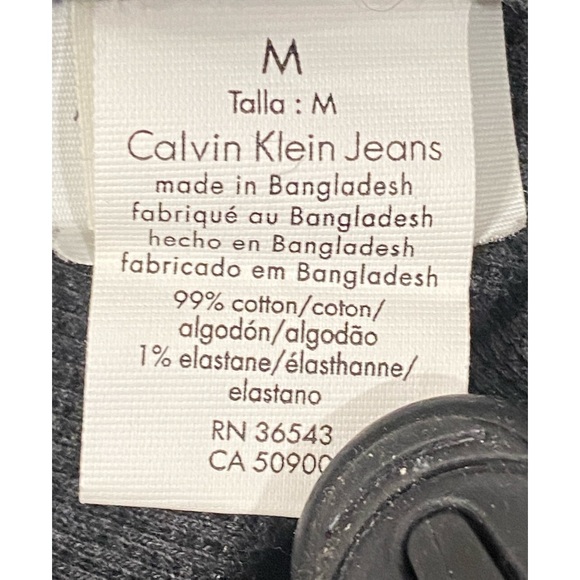 M
Talla : M
Calvin Klein Jeans
made in Bangladesh
fabriqué au Bangladesh
hecho en Bangladesh
fabricado em Bangladesh
99% cotton/coton/
algodón/algodão
1% elastane/élasthanne/
elastano
RN 36543
CA 50900